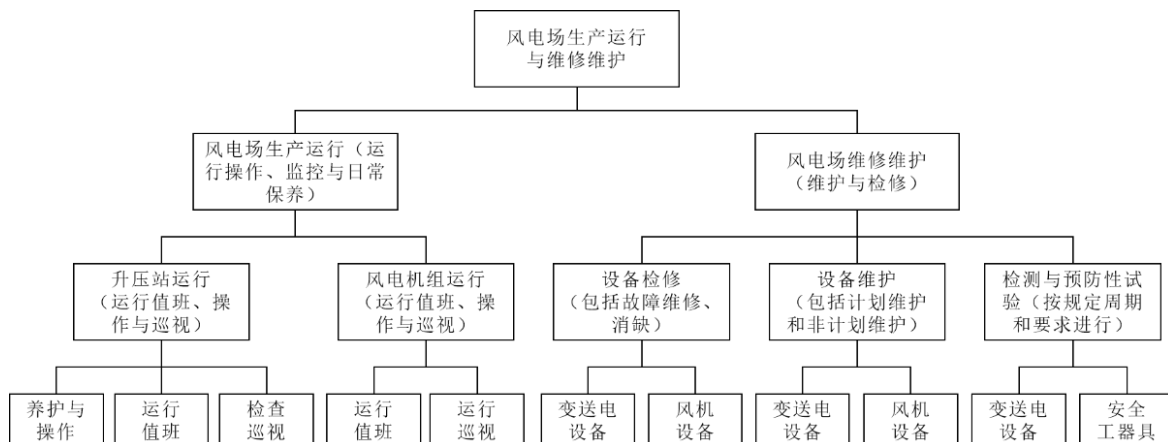 风电场生产运行
与维修维护
风电场生产运行（运
行操作、监控与日常
保养）
风电场维修维护
（维护与检修）
升压站运行
（运行值班、操
作与巡视）
风电机组运行
（运行值班、操
作与巡视）
设备检修
（包括故障维修、
消缺）
设备维护
（包括计划维护
和非计划维护）
检测与预防性试
验（按规定周期
和要求进行）
养护与
操作
运行
值班
检查
巡视
运行
值班
运行
巡视
变送电
设备
风机
设备
变送电
设备
风机
设备
变送电
设备
安全
工器具